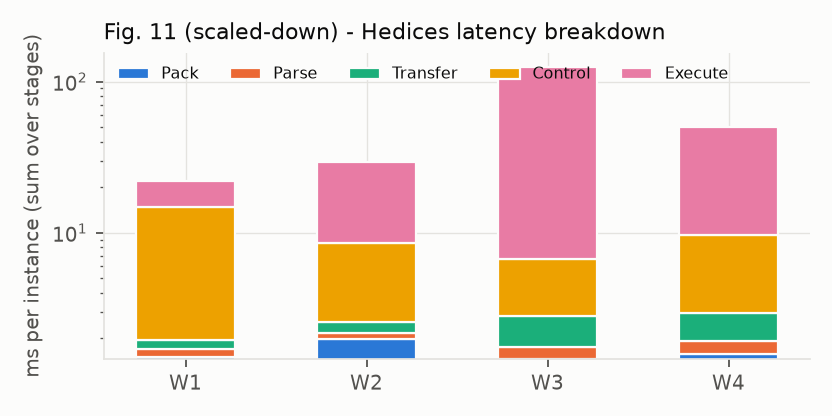 Fig. 11 (scaled-down) - Hedices latency breakdown
ms per instance (sum over stages)
Pack Parse Transfer Control Execute
10²
10¹
W1 W2 W3 W4